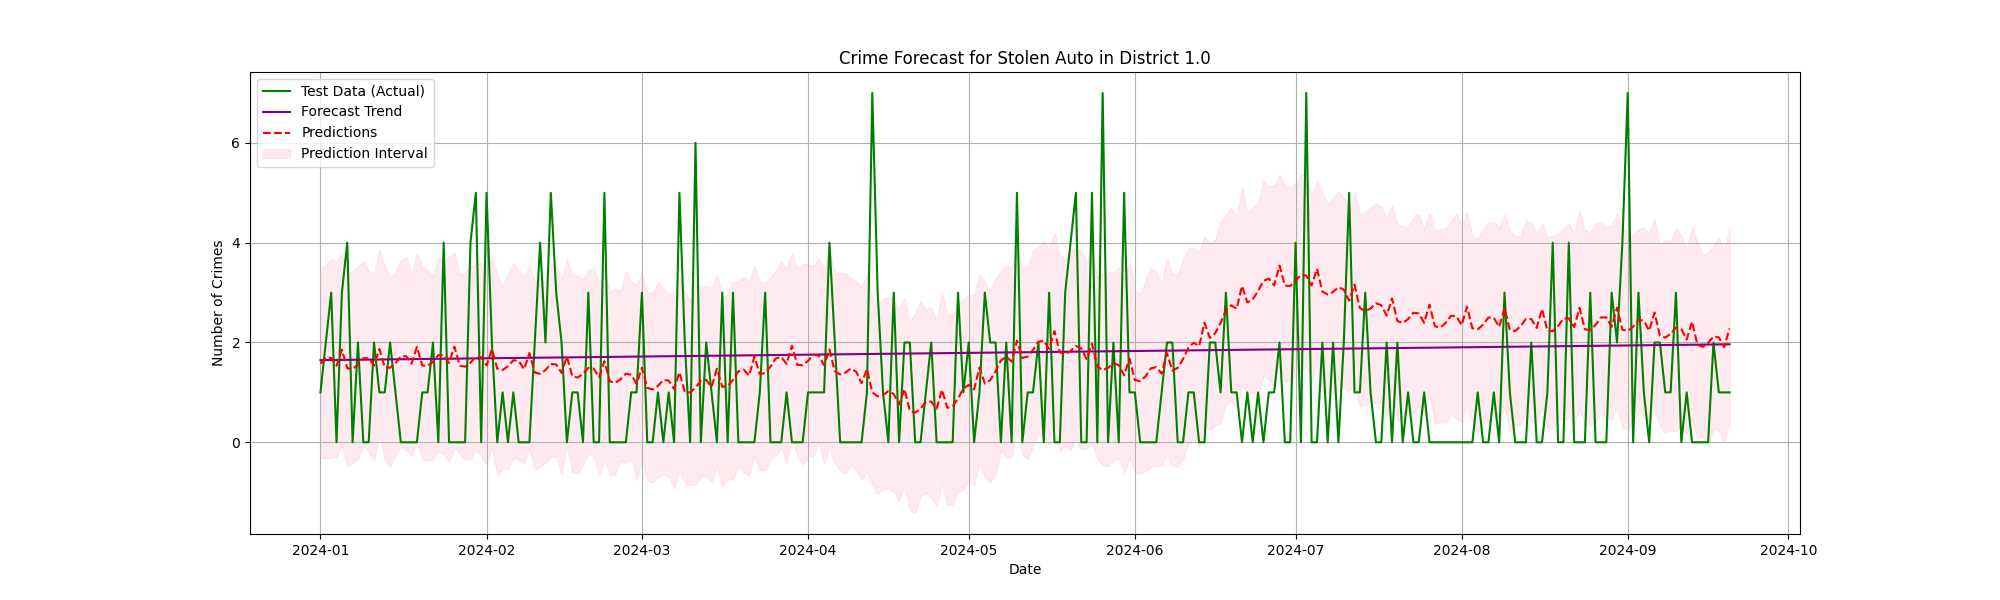 Crime Forecast for Stolen Auto in District 1.0
Test Data (Actual)
Forecast Trend
Predictions
Prediction Interval
Number of Crimes
6
4
2
0
2024-01 2024-02 2024-03 2024-04 2024-05 2024-06 2024-07 2024-08 2024-09 2024-10
Date